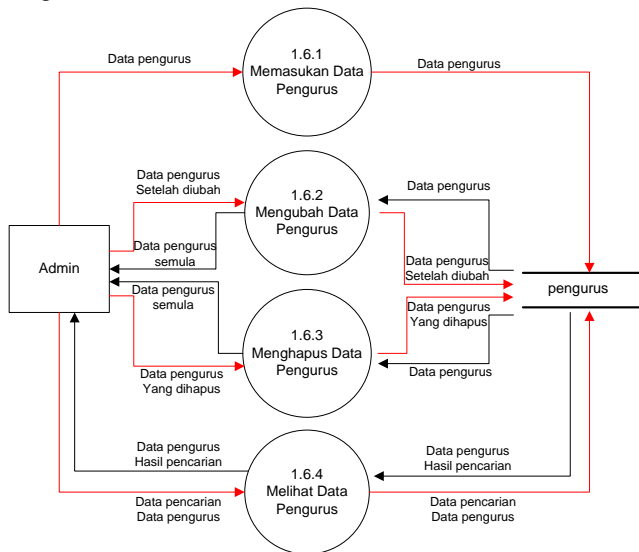 1.6.1
Memasukan Data
Pengurus
Data pengurus
Data pengurus
Data pengurus
Setelah diubah
1.6.2
Mengubah Data
Pengurus
Data pengurus
Data pengurus
semula
Data pengurus
Setelah diubah
Admin
pengurus
Data pengurus
semula
1.6.3
Menghapus Data
Pengurus
Data pengurus
Yang dihapus
Data pengurus
Yang dihapus
Data pengurus
Data pengurus
Hasil pencarian
1.6.4
Melihat Data
Pengurus
Data pengurus
Hasil pencarian
Data pencarian
Data pengurus
Data pencarian
Data pengurus